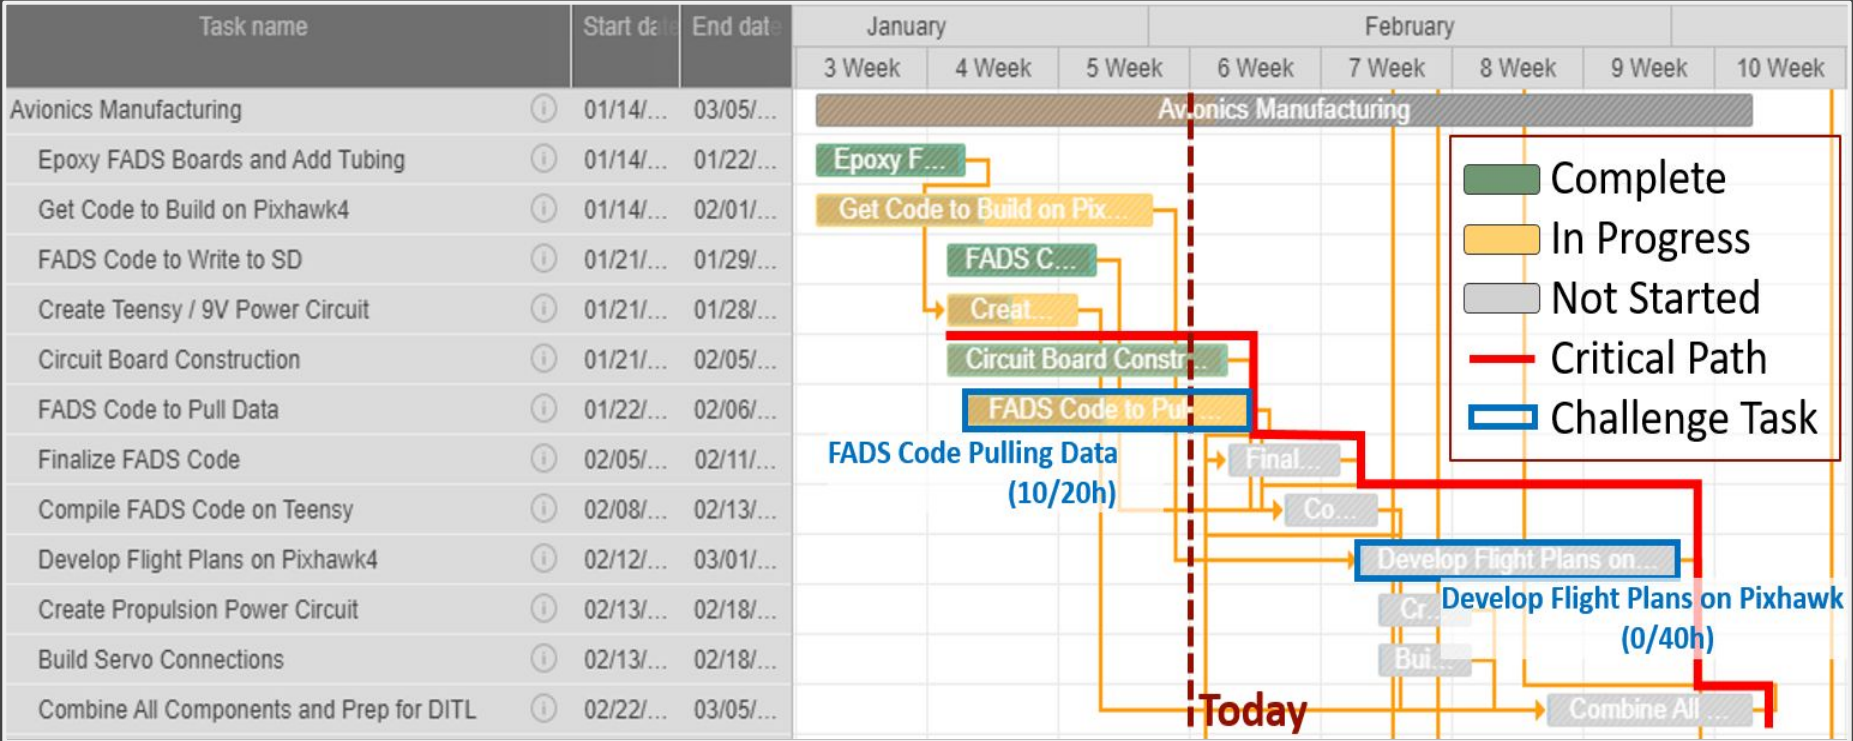 Task name Start date End date January February
3 Week 4 Week 5 Week 6 Week 7 Week 8 Week 9 Week 10 Week
Avionics Manufacturing 01/14/... 03/05/... Avionics Manufacturing
Epoxy FADS Boards and Add Tubing 01/14/... 01/22/... Epoxy F...
Get Code to Build on Pixhawk4 01/14/... 02/01/... Get Code to Build on Pix...
FADS Code to Write to SD 01/21/... 01/29/... FADS C...
Create Teensy / 9V Power Circuit 01/21/... 01/28/... Creat...
Circuit Board Construction 01/21/... 02/05/... Circuit Board Constr...
FADS Code to Pull Data 01/22/... 02/06/... FADS Code to Pul...
Finalize FADS Code 02/05/... 02/11/... Final...
Compile FADS Code on Teensy 02/08/... 02/13/... Co...
Develop Flight Plans on Pixhawk4 02/12/... 03/01/... Develop Flight Plans on...
Create Propulsion Power Circuit 02/13/... 02/18/... Cr...
Build Servo Connections 02/13/... 02/18/... Bui...
Combine All Components and Prep for DITL 02/22/... 03/05/... Combine All ...
Complete
In Progress
Not Started
Critical Path
Challenge Task
FADS Code Pulling Data
(10/20h)
Develop Flight Plans on Pixhawk
(0/40h)
Today